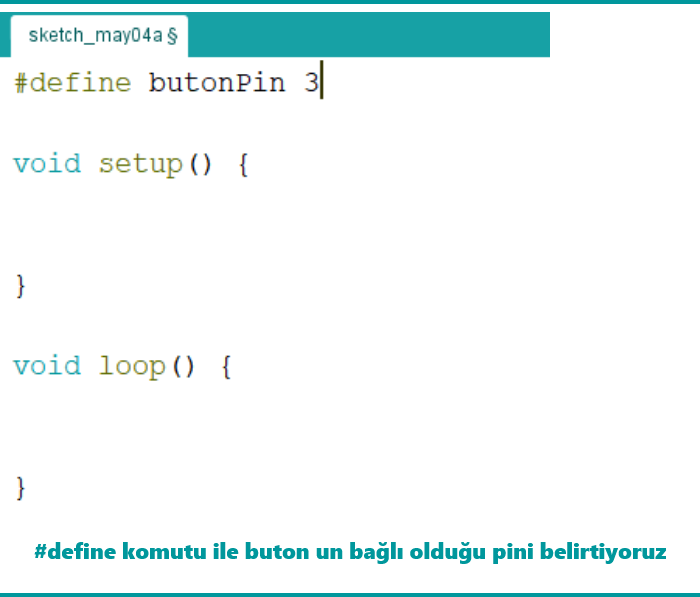 sketch_may04a §
#define butonPin 3
void setup() {
}
void loop() {
}
#define komutu ile buton un bağlı olduğu pini belirtiyoruz